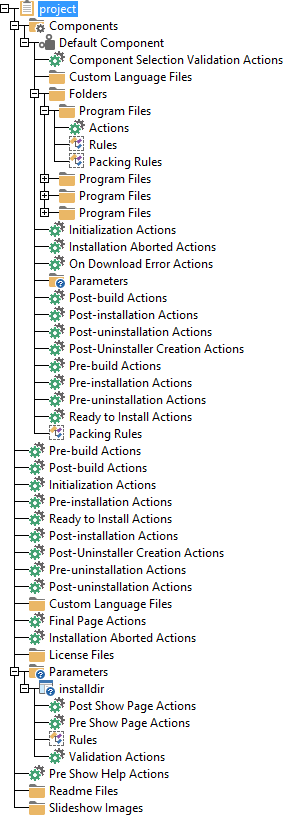 project
Components
Default Component
Component Selection Validation Actions
Custom Language Files
Folders
Program Files
Actions
Rules
Packing Rules
Program Files
Program Files
Program Files
Initialization Actions
Installation Aborted Actions
On Download Error Actions
Parameters
Post-build Actions
Post-installation Actions
Post-uninstallation Actions
Post-Uninstaller Creation Actions
Pre-build Actions
Pre-installation Actions
Pre-uninstallation Actions
Ready to Install Actions
Packing Rules
Pre-build Actions
Post-build Actions
Initialization Actions
Pre-installation Actions
Ready to Install Actions
Post-installation Actions
Post-Uninstaller Creation Actions
Pre-uninstallation Actions
Post-uninstallation Actions
Custom Language Files
Final Page Actions
Installation Aborted Actions
License Files
Parameters
installdir
Post Show Page Actions
Pre Show Page Actions
Rules
Validation Actions
Pre Show Help Actions
Readme Files
Slideshow Images